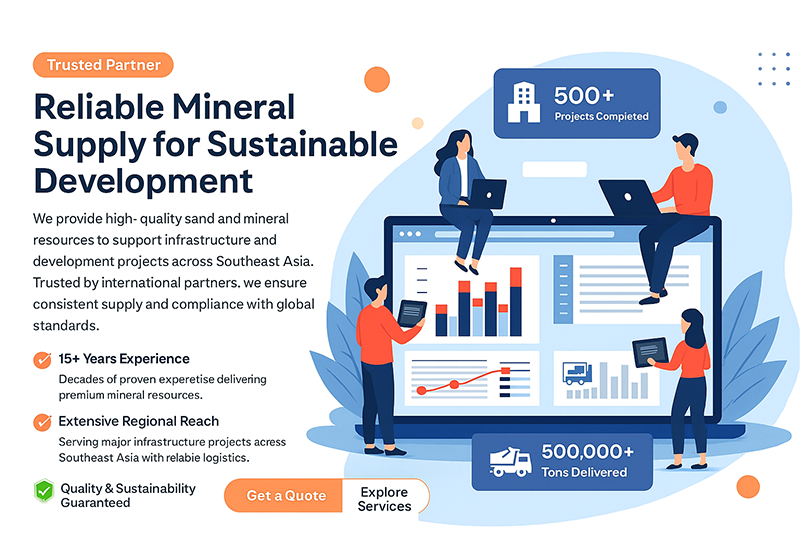 Trusted Partner
Reliable Mineral
Supply for Sustainable
Development
We provide high- quality sand and mineral
resources to support infrastructure and
development projects across Southeast Asia.
Trusted by international partners. we ensure
consistent supply and compliance with global
standards.
15+ Years Experience
Decades of proven experetise delivering
premium mineral resources.
Extensive Regional Reach
Serving major infrastructure projects across
Southeast Asia with relabie logistics.
Quality & Sustainability
Guaranteed
Get a Quote
Explore
Services
500+
Projects Completed
500,000+
Tons Delivered